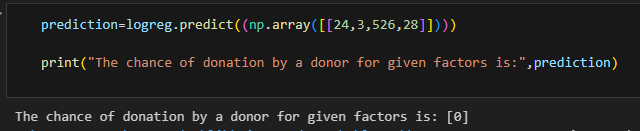 prediction=logreg.predict((np.array([[24,3,526,28]])))
print("The chance of donation by a donor for given factors is:",prediction)
The chance of donation by a donor for given factors is: [0]